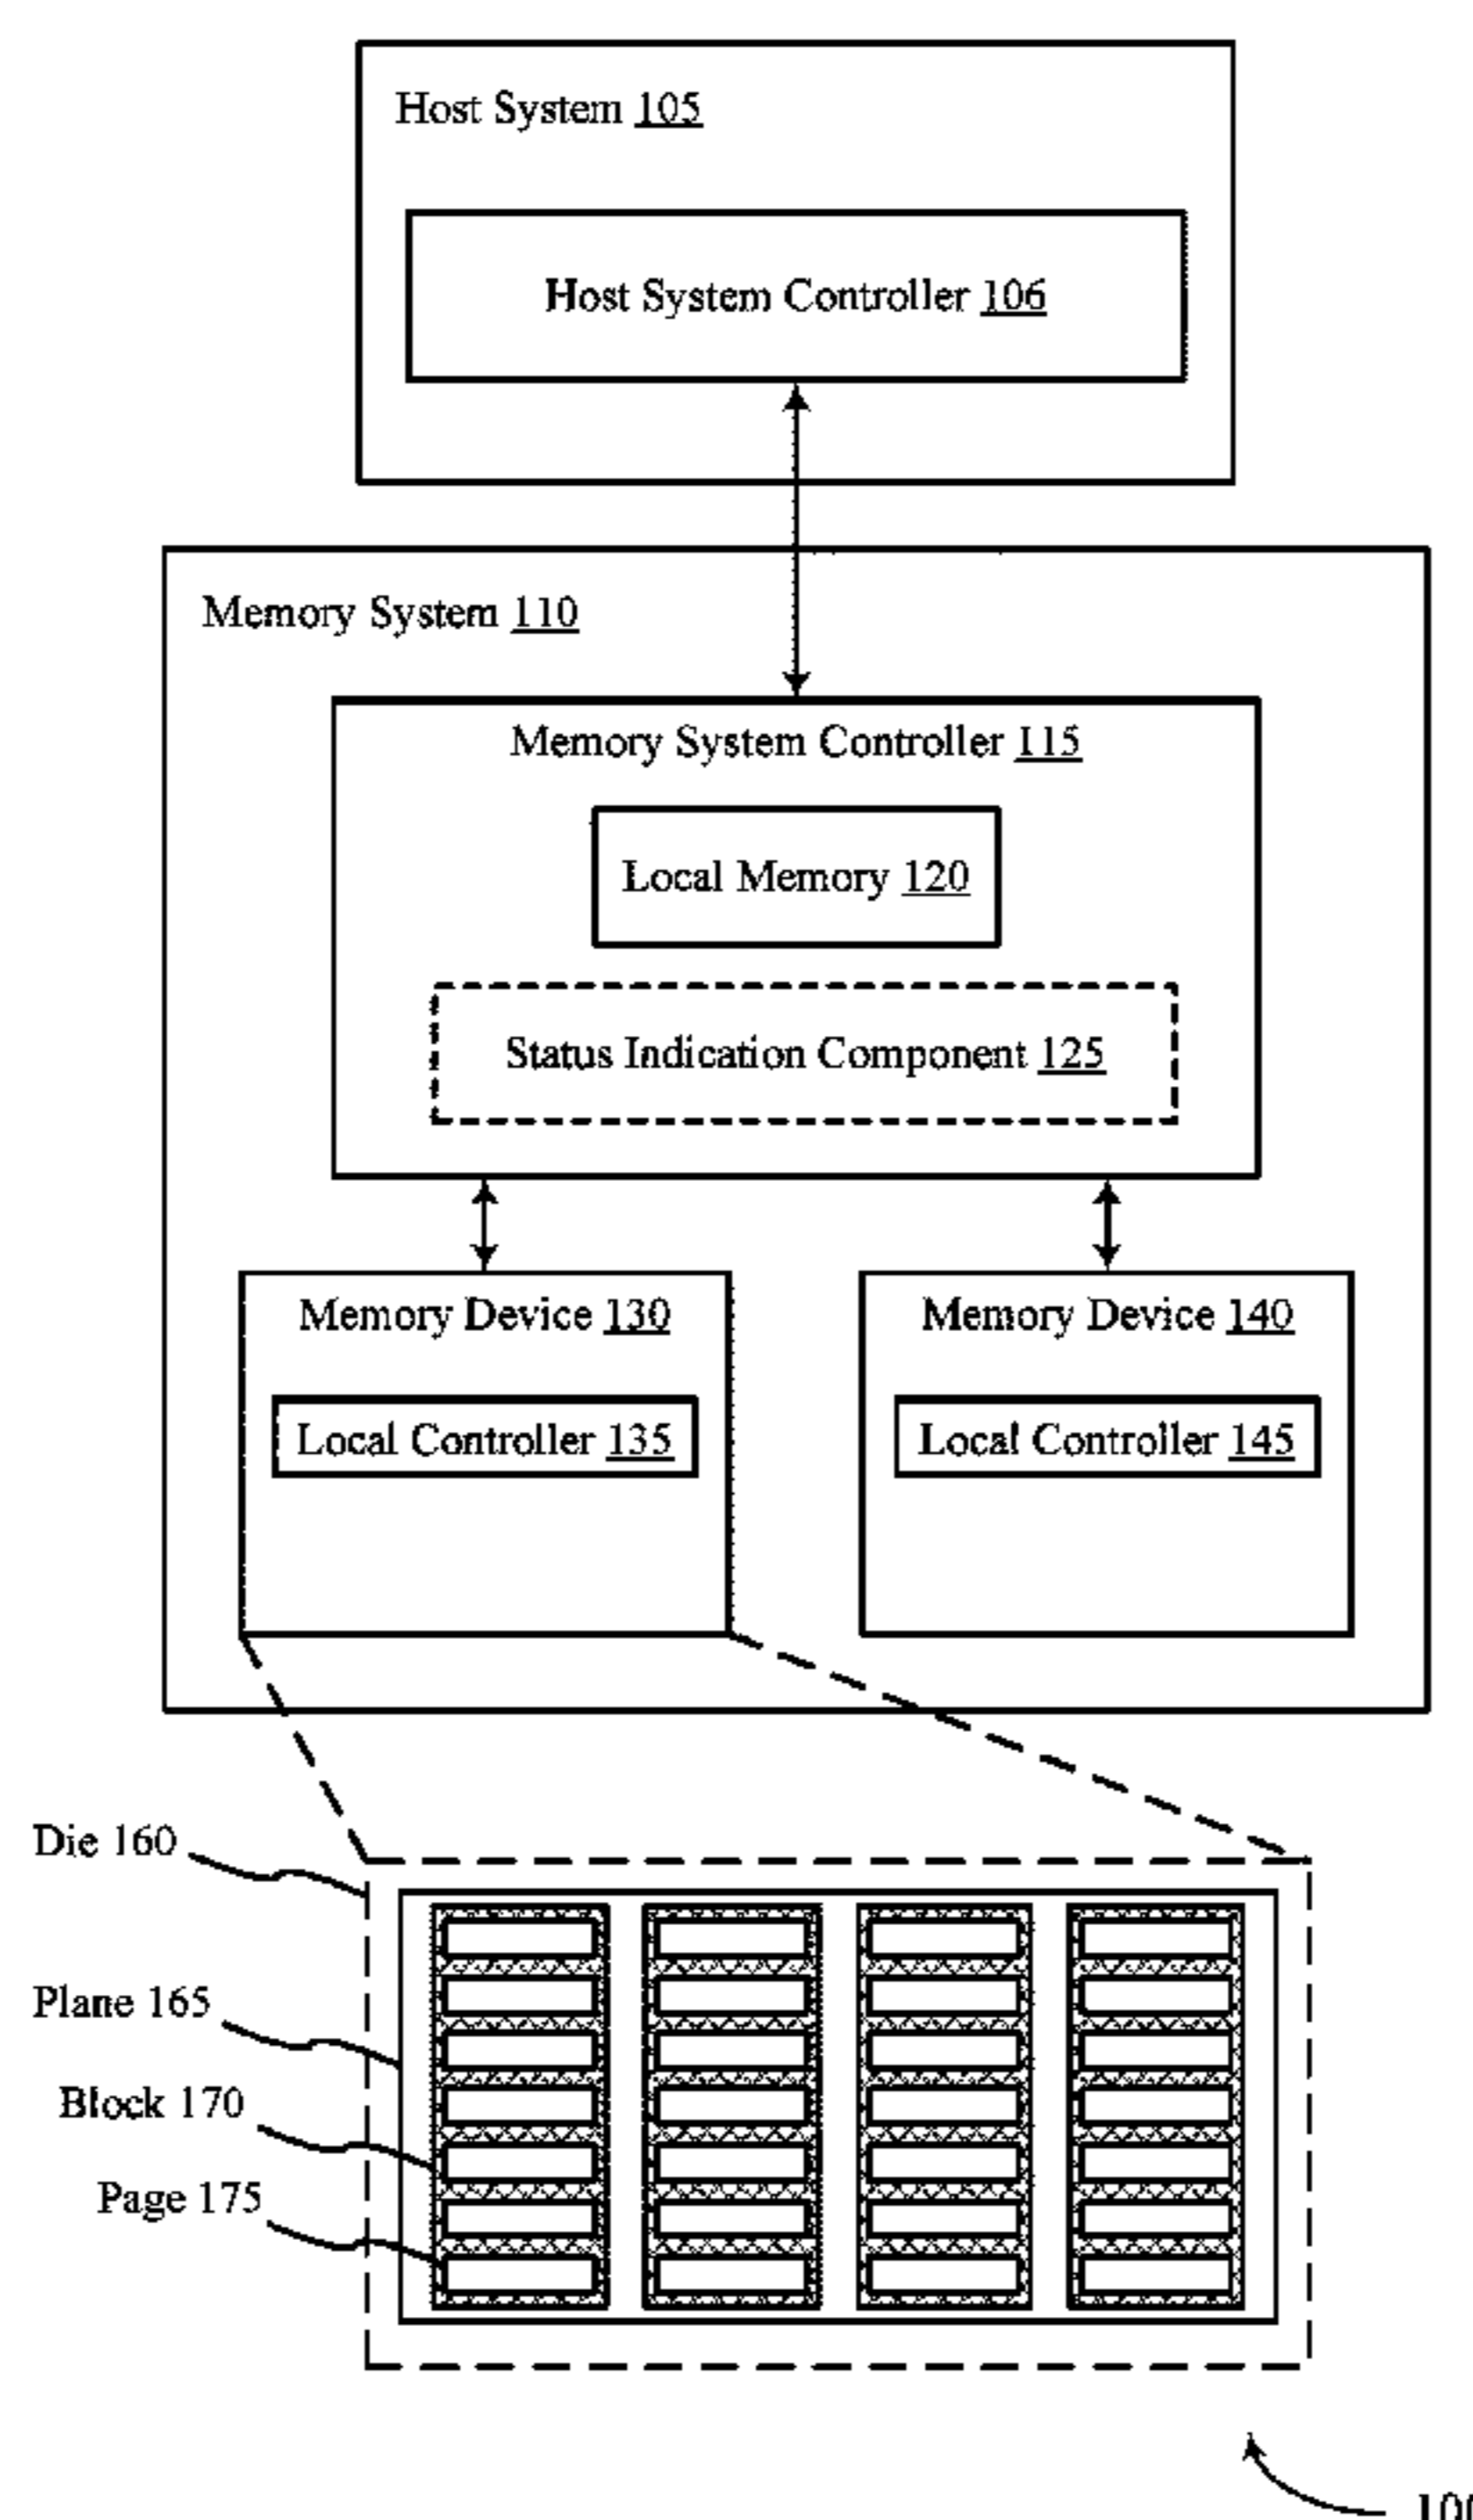 Host System 105
Host System Controller 106
Memory System 110
Memory System Controller 115
Local Memory 120
Status Indication Component 125
Memory Device 130
Memory Device 140
Local Controller 135
Local Controller 145
Die 160
Plane 165
Block 170
Page 175